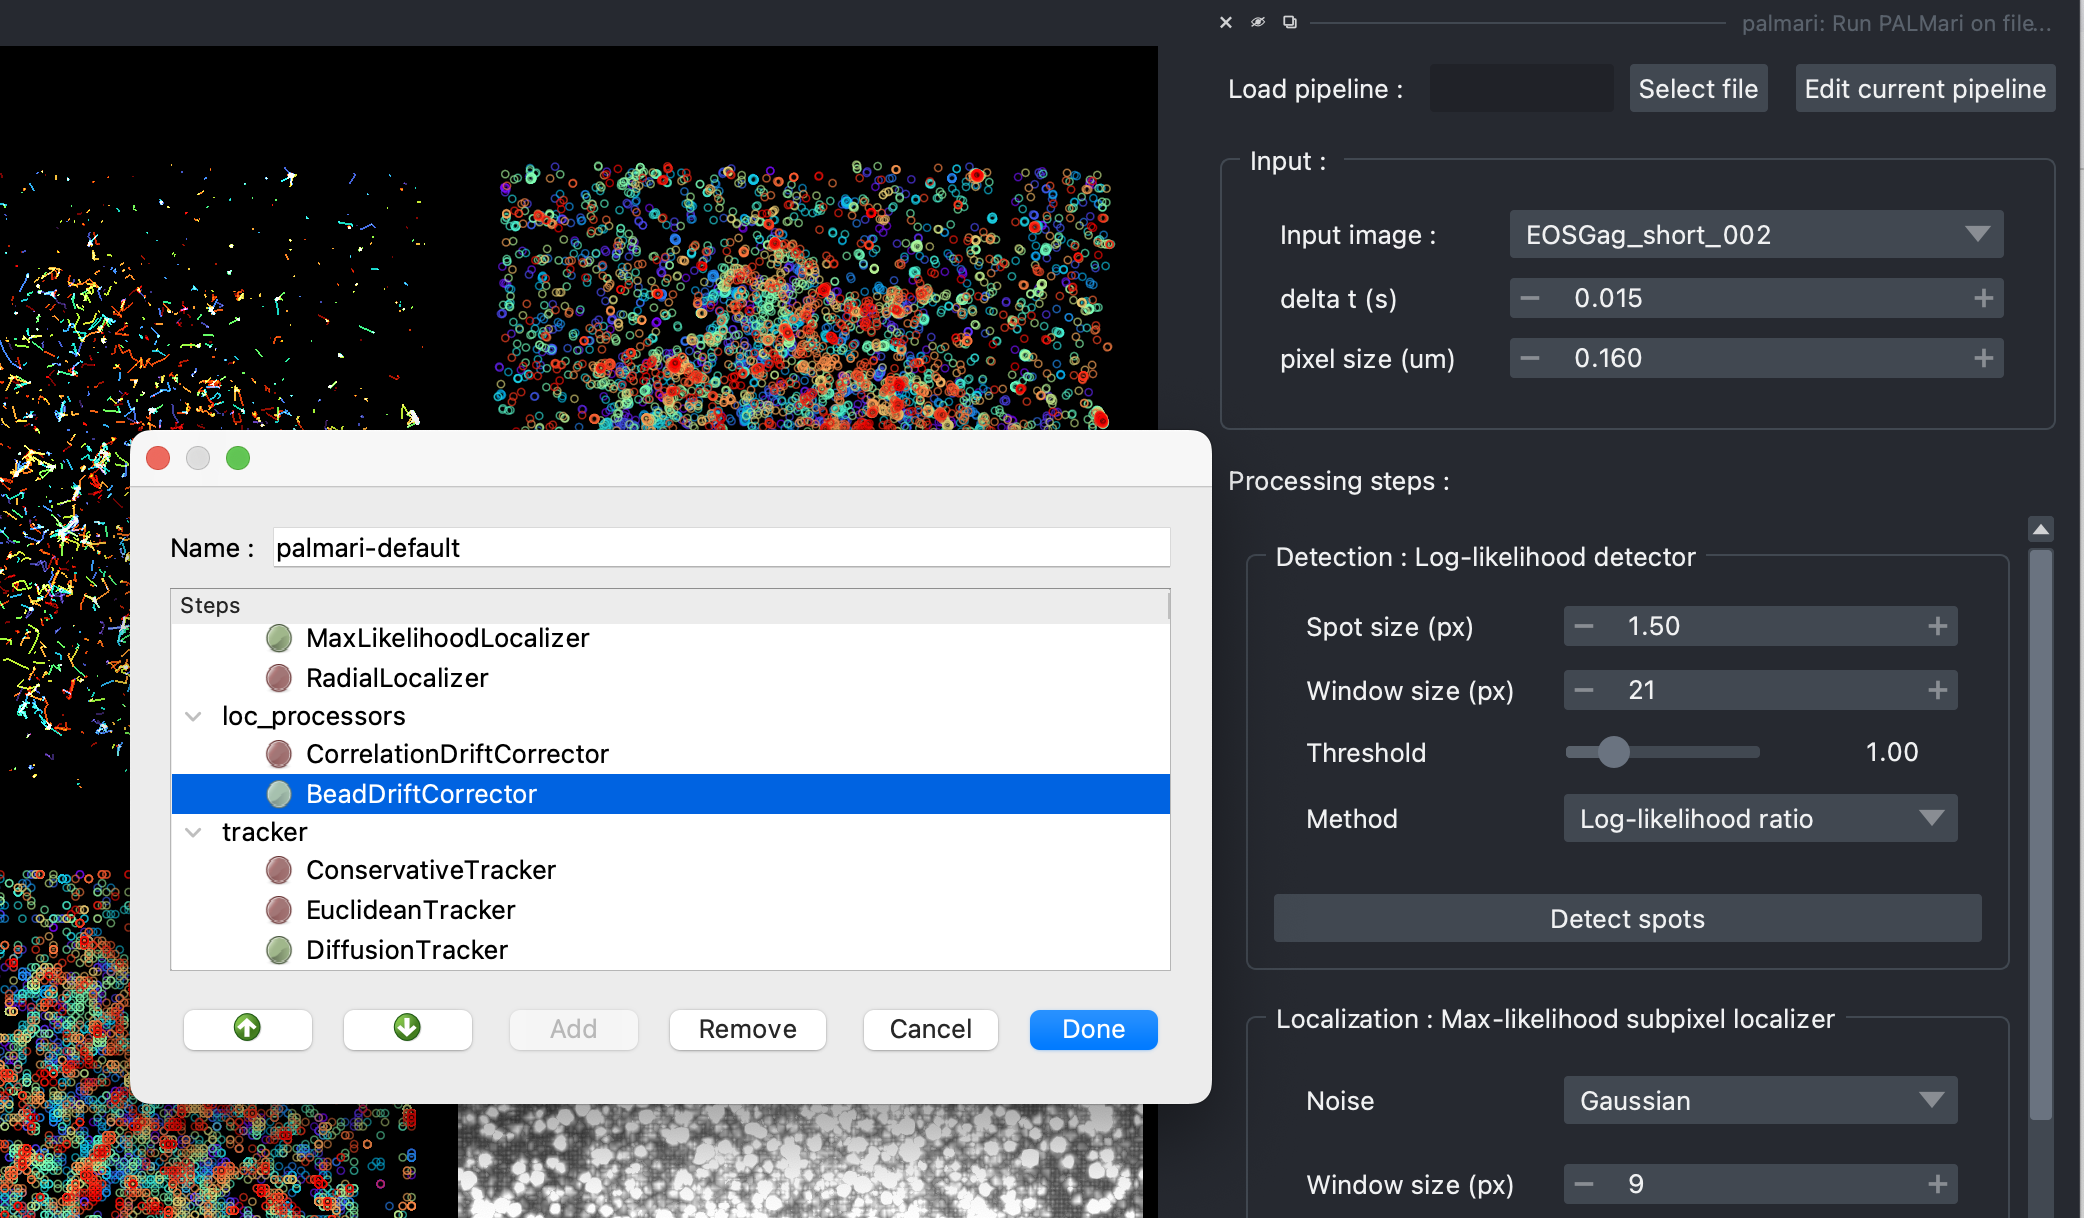 palmari: Run PALMari on file...
Load pipeline :
Select file
Edit current pipeline
Input :
Input image :
EOSGag_short_002
delta t (s)
0.015
pixel size (um)
0.160
Processing steps :
Detection : Log-likelihood detector
Spot size (px)
1.50
Window size (px)
21
Threshold
1.00
Method
Log-likelihood ratio
Detect spots
Localization : Max-likelihood subpixel localizer
Noise
Gaussian
Window size (px)
9
Name :
palmari-default
Steps
MaxLikelihoodLocalizer
RadialLocalizer
loc_processors
CorrelationDriftCorrector
BeadDriftCorrector
tracker
ConservativeTracker
EuclideanTracker
DiffusionTracker
Add
Remove
Cancel
Done